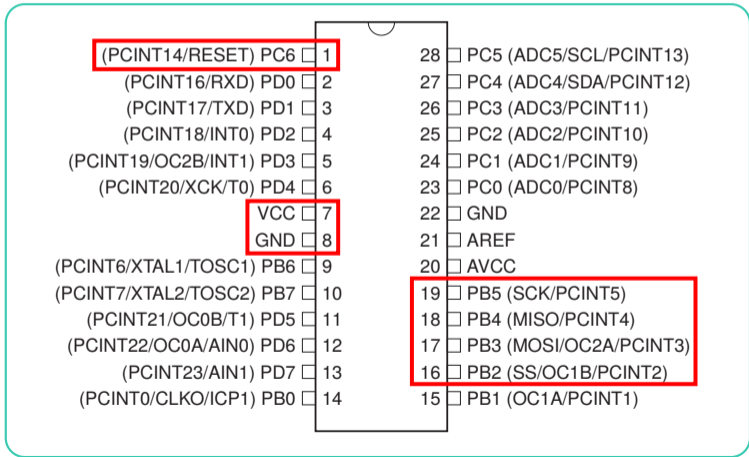 (PCINT14/RESET) PC6 1
(PCINT16/RXD) PD0 2
(PCINT17/TXD) PD1 3
(PCINT18/INT0) PD2 4
(PCINT19/OC2B/INT1) PD3 5
(PCINT20/XCK/T0) PD4 6
VCC 7
GND 8
(PCINT6/XTAL1/TOSC1) PB6 9
(PCINT7/XTAL2/TOSC2) PB7 10
(PCINT21/OC0B/T1) PD5 11
(PCINT22/OC0A/AIN0) PD6 12
(PCINT23/AIN1) PD7 13
(PCINT0/CLKO/ICP1) PB0 14
28 PC5 (ADC5/SCL/PCINT13)
27 PC4 (ADC4/SDA/PCINT12)
26 PC3 (ADC3/PCINT11)
25 PC2 (ADC2/PCINT10)
24 PC1 (ADC1/PCINT9)
23 PC0 (ADC0/PCINT8)
22 GND
21 AREF
20 AVCC
19 PB5 (SCK/PCINT5)
18 PB4 (MISO/PCINT4)
17 PB3 (MOSI/OC2A/PCINT3)
16 PB2 (SS/OC1B/PCINT2)
15 PB1 (OC1A/PCINT1)